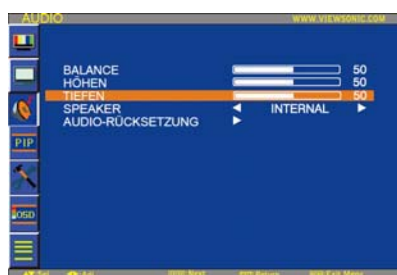 AUDIO WWW.VIEWSONIC.COM
BALANCE 50
HÖHEN 50
TIEFEN 50
SPEAKER INTERNAL
AUDIO-RÜCKSETZUNG
PIP
OSD